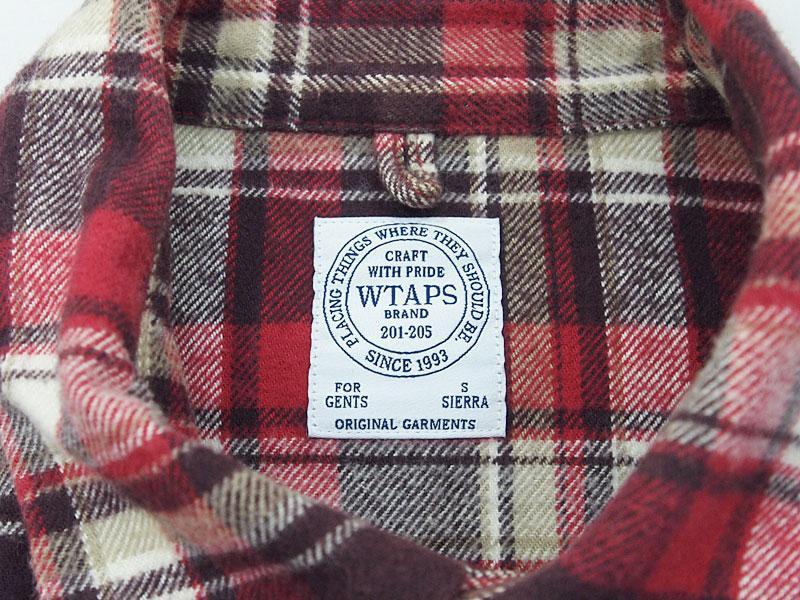 PLACING THINGS WHERE THEY SHOULD BE.
CRAFT
WITH PRIDE
WTAPS
BRAND
201-205
SINCE 1993
FOR S
GENTS SIERRA
ORIGINAL GARMENTS